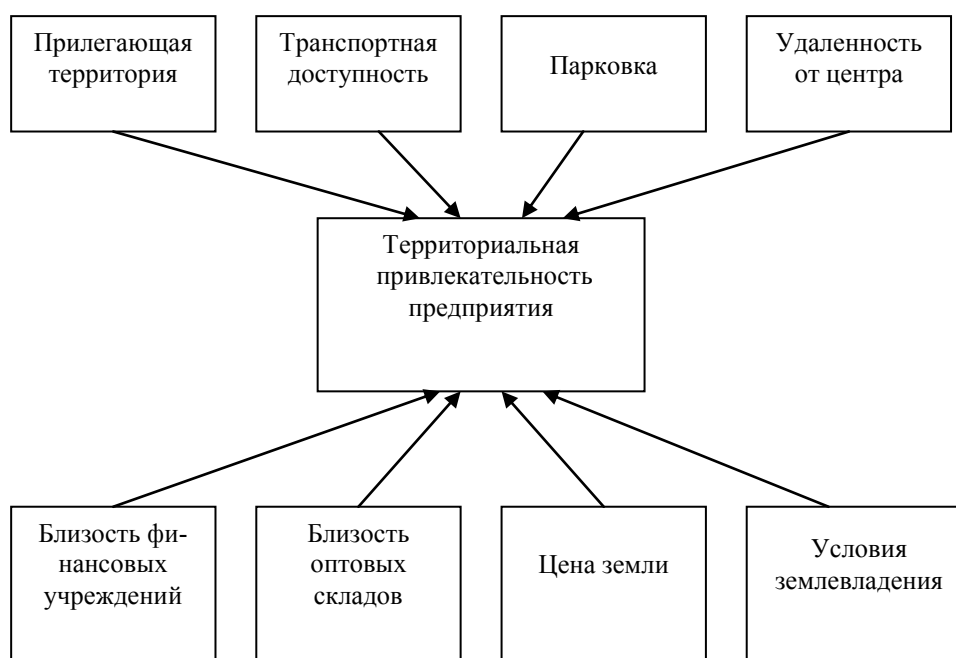 Прилегающая
территория
Транспортная
доступность
Парковка
Удаленность
от центра
Территориальная
привлекательность
предприятия
Близость фи-
нансовых
учреждений
Близость
оптовых
складов
Цена земли
Условия
землевладения